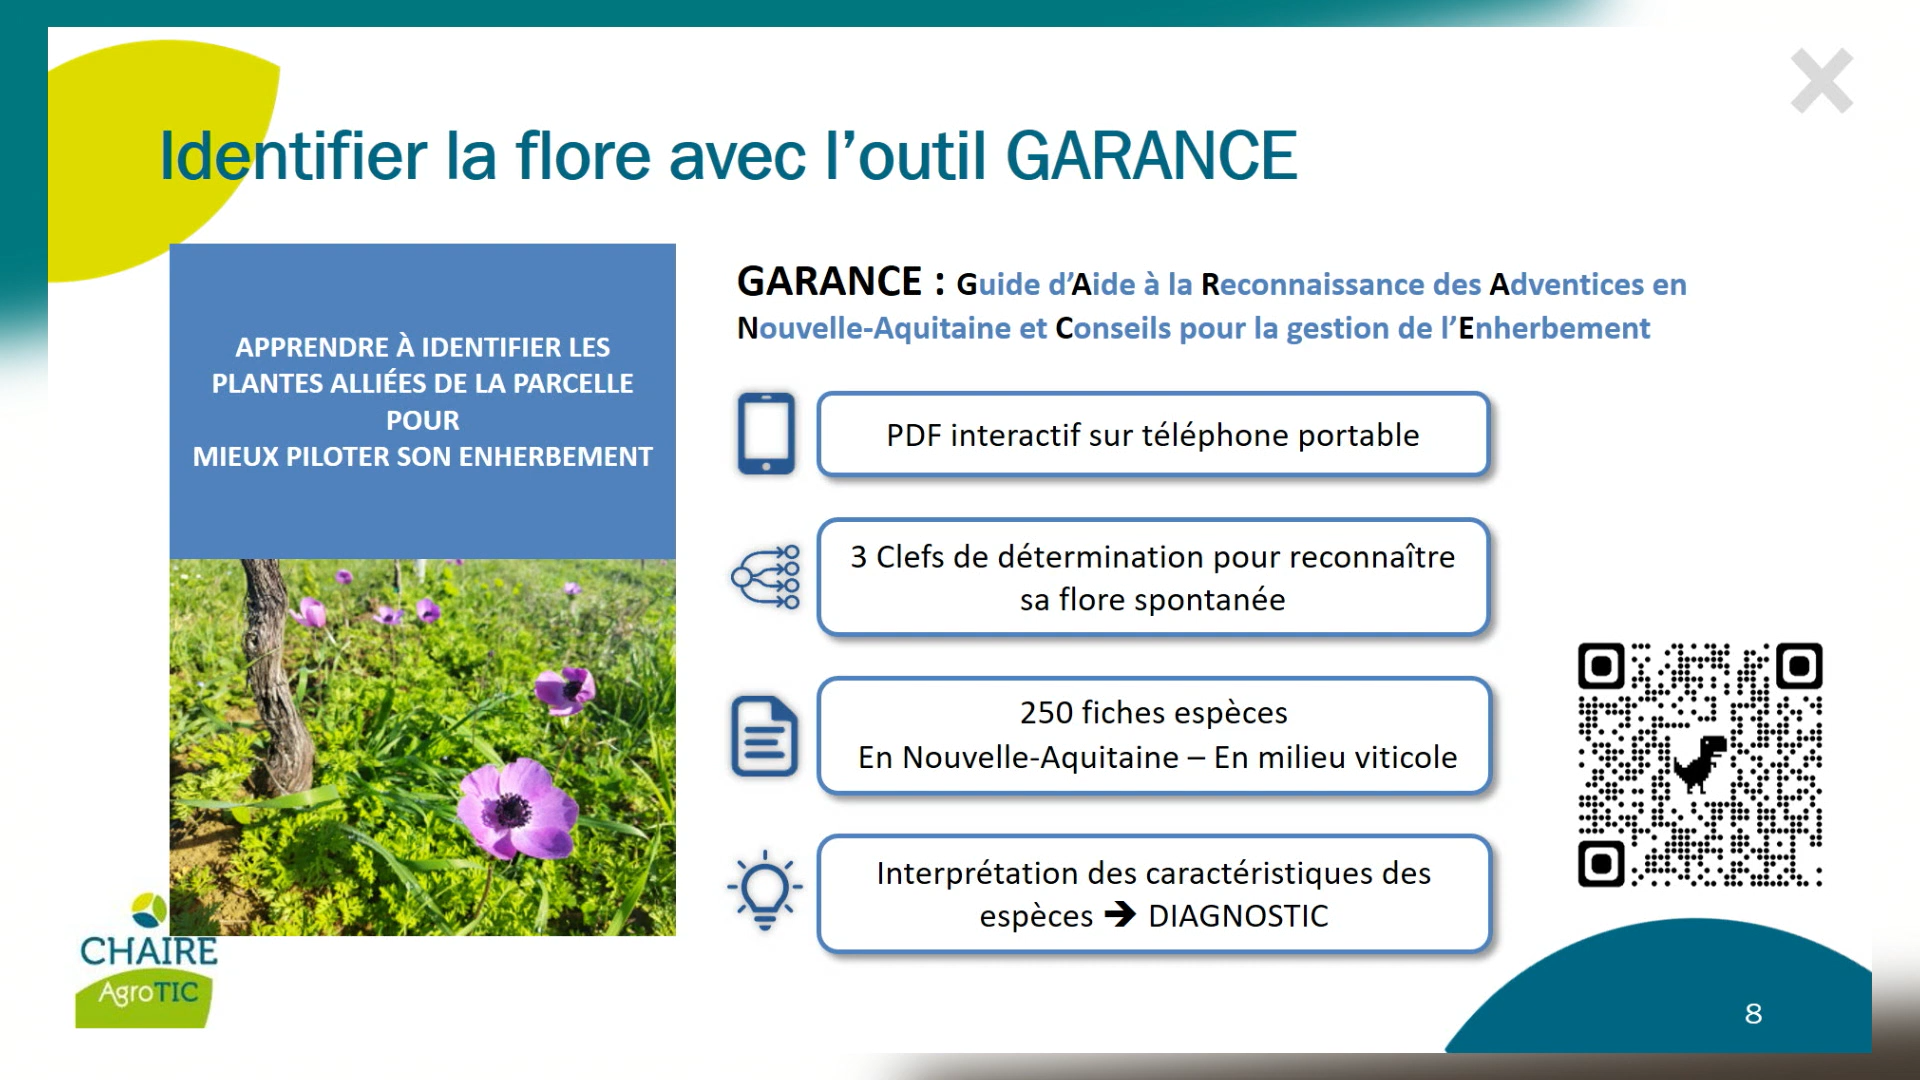 Identifier la flore avec l’outil GARANCE
APPRENDRE À IDENTIFIER LES
PLANTES ALLIÉES DE LA PARCELLE
POUR
MIEUX PILOTER SON ENHERBEMENT
GARANCE : Guide d’Aide à la Reconnaissance des Adventices en
Nouvelle-Aquitaine et Conseils pour la gestion de l’Enherbement
PDF interactif sur téléphone portable
3 Clefs de détermination pour reconnaître
sa flore spontanée
250 fiches espèces
En Nouvelle-Aquitaine – En milieu viticole
Interprétation des caractéristiques des
espèces ➔ DIAGNOSTIC
CHAIRE
AgroTIC
8